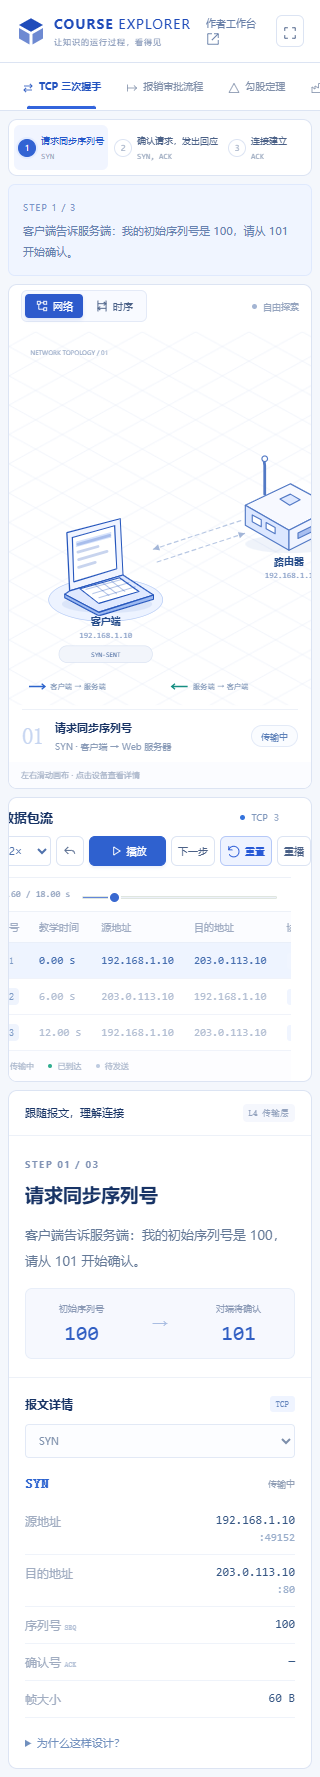 COURSE EXPLORER
让知识的运行过程，看得见
作者工作台
TCP 三次握手
报销审批流程
勾股定理
1 请求同步序列号
SYN
2 确认请求，发出回应
SYN, ACK
3 连接建立
ACK
STEP 1 / 3
客户端告诉服务端：我的初始序列号是 100，请从 101
开始确认。
网络
时序
自由探索
NETWORK TOPOLOGY / 01
路由器
192.168.1.1
客户端
192.168.1.10
SYN-SENT
客户端 → 服务端
服务端 → 客户端
01
请求同步序列号
SYN · 客户端 → Web 服务器
传输中
左右滑动画布 · 点击设备查看详情
数据包流
TCP 3
2×
播放
下一步
重置
重播
60 / 18.00 s
号 教学时间 源地址 目的地址
1 0.00 s 192.168.1.10 203.0.113.10
2 6.00 s 203.0.113.10 192.168.1.10
3 12.00 s 192.168.1.10 203.0.113.10
传输中 已到达 待发送
跟随报文，理解连接
L4 传输层
STEP 01 / 03
请求同步序列号
客户端告诉服务端：我的初始序列号是 100，
请从 101 开始确认。
初始序列号
100
→
对端将确认
101
报文详情
TCP
SYN
SYN
传输中
源地址
192.168.1.10
:49152
目的地址
203.0.113.10
:80
序列号 SEQ
100
确认号 ACK
—
帧大小
60 B
为什么这样设计？